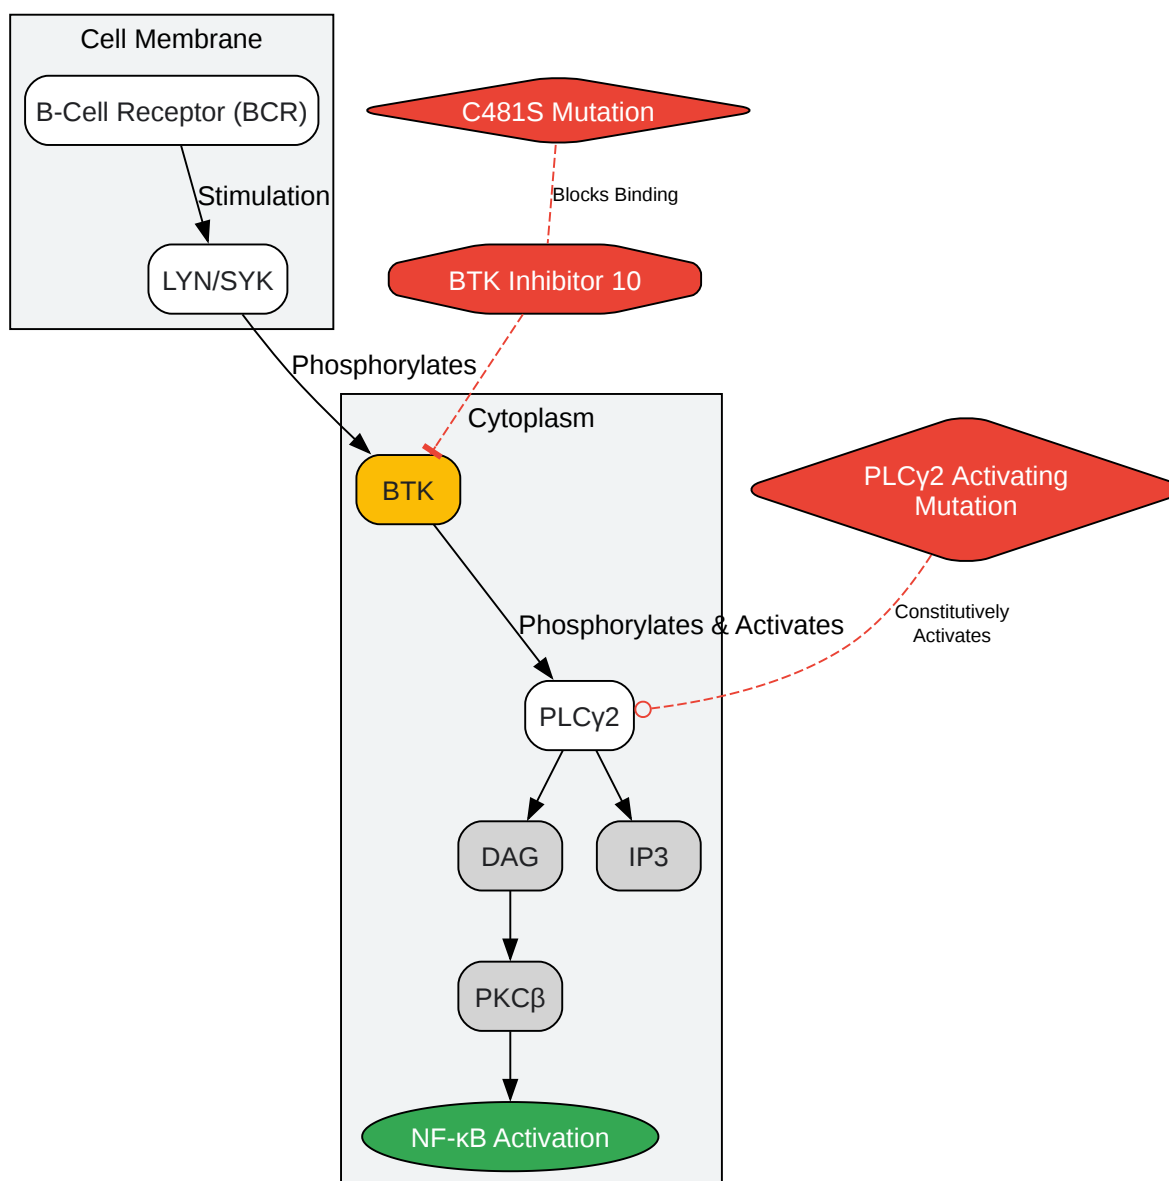 Cell Membrane
B-Cell Receptor (BCR)
C481S Mutation
Stimulation
Blocks Binding
LYN/SYK
BTK Inhibitor 10
Phosphorylates
Cytoplasm
BTK
PLCγ2 Activating
Mutation
Phosphorylates & Activates
Constitutively
Activates
PLCγ2
DAG
IP3
PKCβ
NF-κB Activation